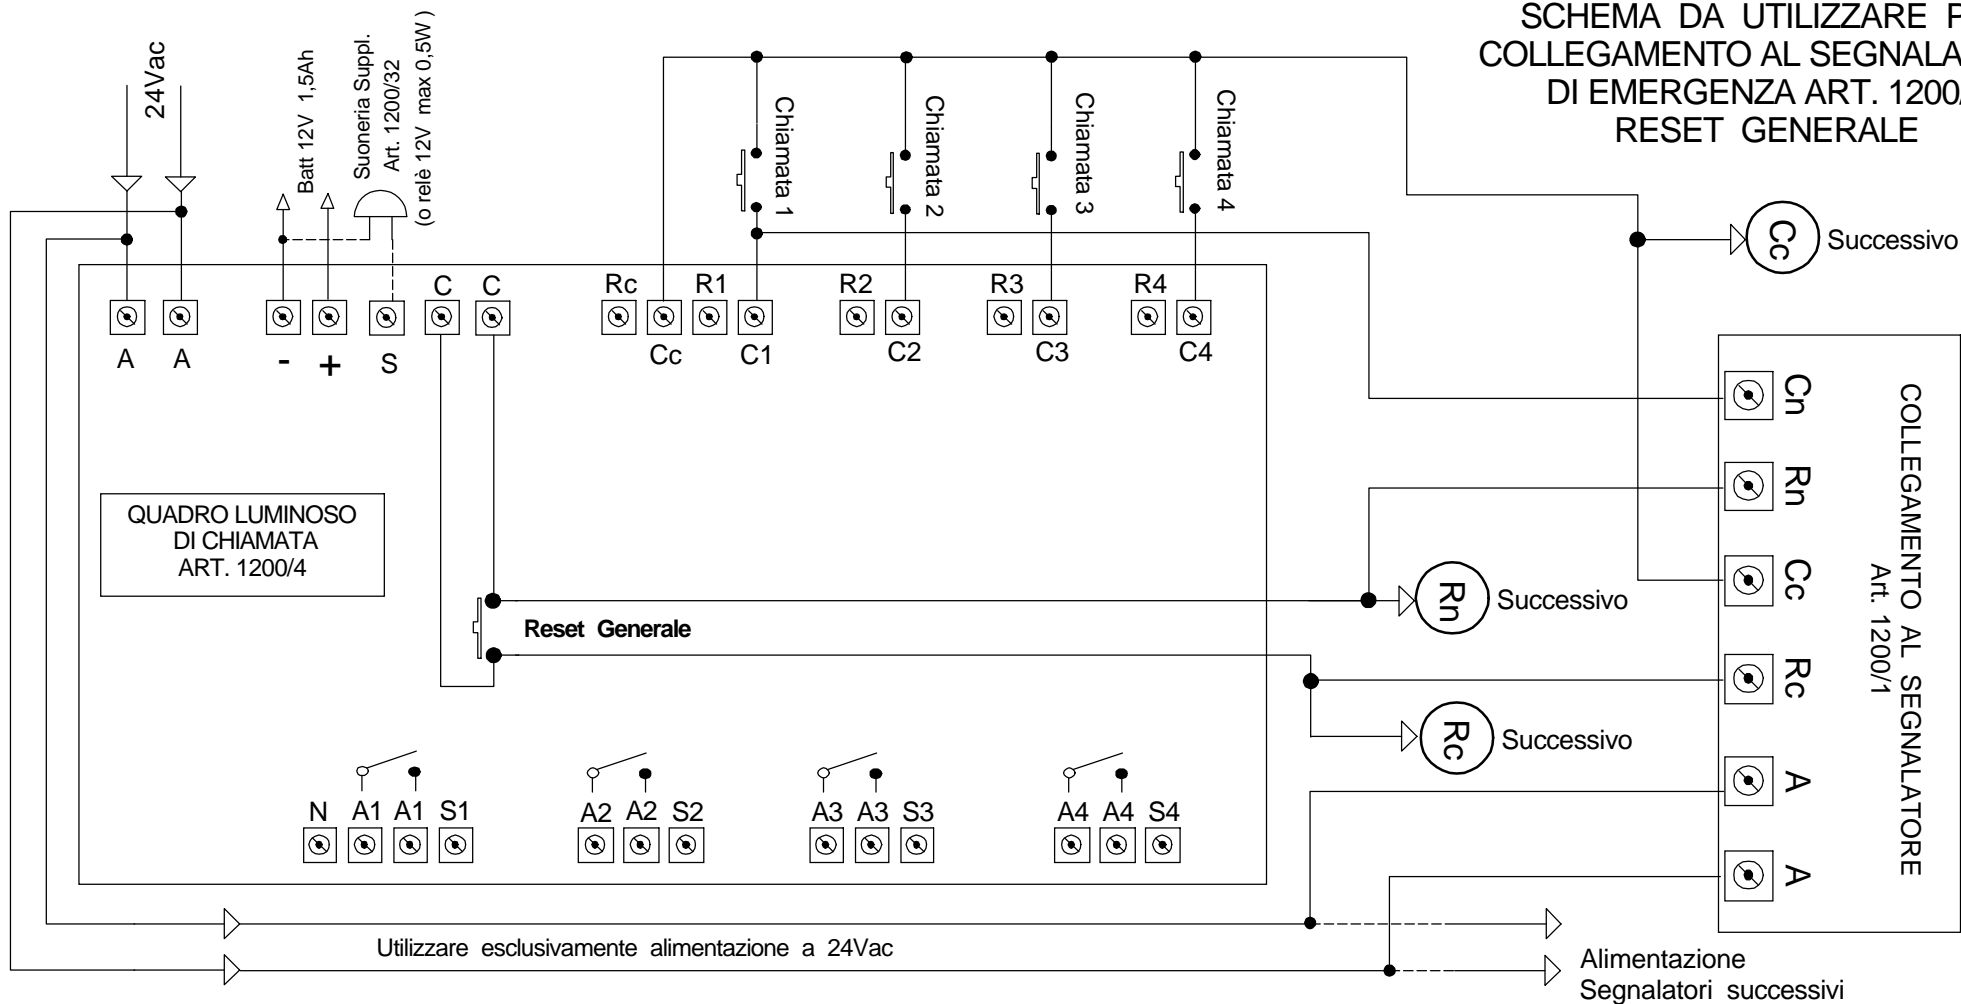 SCHEMA DA UTILIZZARE
COLLEGAMENTO AL
DI EMERGENZA ART. 1200/
RESET GENERALE
24Vac
Batt 12V 1,5Ah
Suoneria Suppl.
Art. 1200/32
(o relè 12V max 0,5W )
Chiamata 1
Chiamata 2
Chiamata 3
Chiamata 4
Cc
Successivo
C C
Rc R1 R2 R3 R4
A A - + S
Cc C1 C2 C3 C4
QUADRO LUMINOSO
DI CHIAMATA
ART. 1200/4
Reset Generale
Rn
Successivo
Rc
Successivo
Cn
Rn
Cc
Rc
A
A
COLLEGAMENTO AL SEGNALATORE
Art. 1200/1
N A1 A1 S1 A2 A2 S2 A3 A3 S3 A4 A4 S4
Utilizzare esclusivamente alimentazione a 24Vac
Alimentazione
Segnalatori successivi